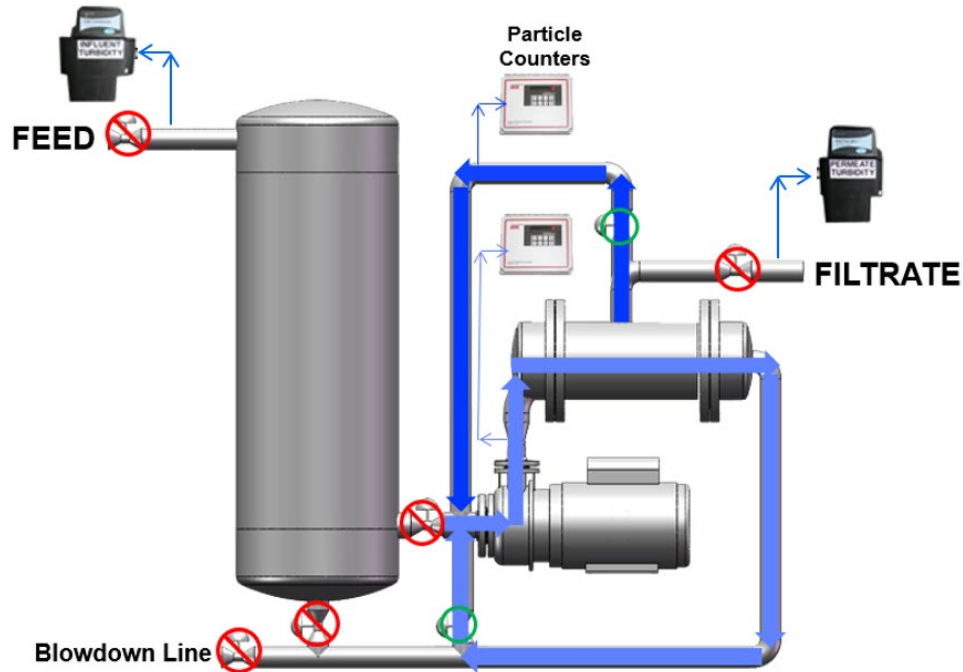 INFLUENT
TURBIDITY
Particle
Counters
FEED
PERMEATE
TURBIDITY
FILTRATE
Blowdown Line